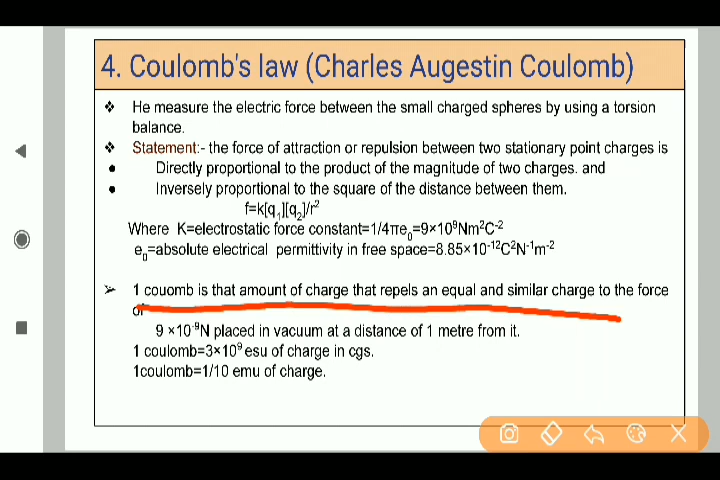 4. Coulomb's law (Charles Augestin Coulomb)
❖ He measure the electric force between the small charged spheres by using a torsion
balance.
❖ Statement:- the force of attraction or repulsion between two stationary point charges is
● Directly proportional to the product of the magnitude of two charges. and
● Inversely proportional to the square of the distance between them.
f=k[q₁][q₂]/r²
Where K=electrostatic force constant=1/4πe₀=9×10⁹Nm²C⁻²
e₀=absolute electrical permittivity in free space=8.85×10⁻¹²C²N⁻¹m⁻²
➢ 1 couomb is that amount of charge that repels an equal and similar charge to the force
of
9 ×10⁻⁹N placed in vacuum at a distance of 1 metre from it.
1 coulomb=3×10⁹ esu of charge in cgs.
1coulomb=1/10 emu of charge.